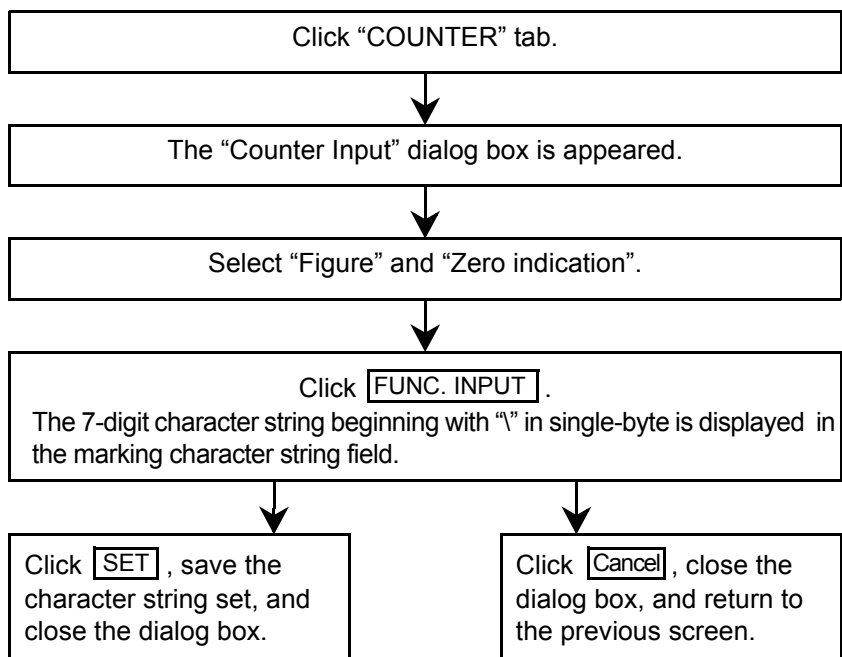 Click “COUNTER” tab.
The “Counter Input” dialog box is appeared.
Select “Figure” and “Zero indication”.
Click FUNC. INPUT .
The 7-digit character string beginning with “\” in single-byte is displayed in
the marking character string field.
Click SET , save the
character string set, and
close the dialog box.
Click Cancel , close the
dialog box, and return to
the previous screen.